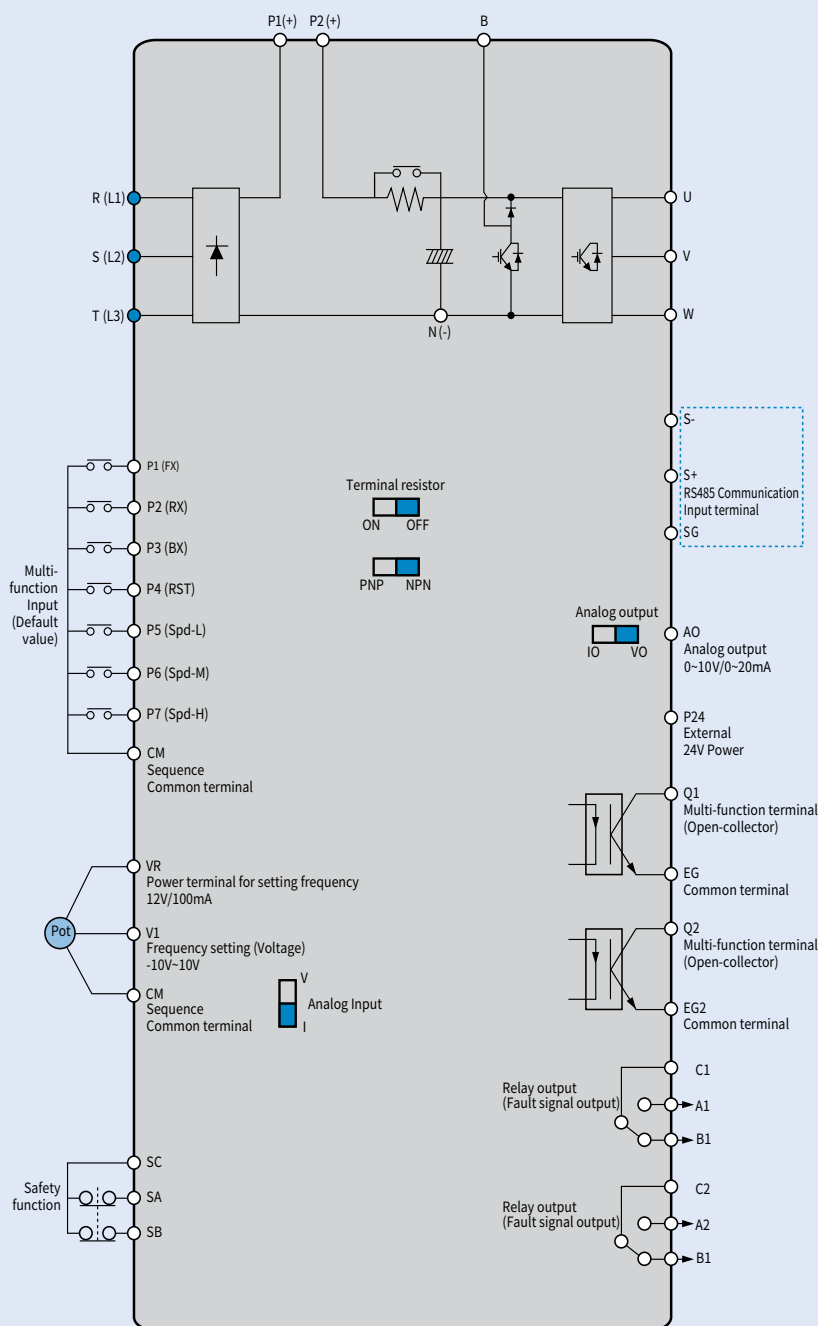 P1(+)
P2 (+)
B
R (L1)
S (L2)
T (L3)
U
V
W
N (-)
S-
S+
RS485 Communication
Input terminal
SG
P1 (FX)
P2 (RX)
P3 (BX)
P4 (RST)
P5 (Spd-L)
P6 (Spd-M)
P7 (Spd-H)
CM
Sequence
Common terminal
Multi-
function
Input
(Default
value)
Terminal resistor
ON OFF
PNP NPN
Analog output
IO VO
AO
Analog output
0~10V/0~20mA
P24
External
24V Power
Q1
Multi-function terminal
(Open-collector)
EG
Common terminal
Q2
Multi-function terminal
(Open-collector)
EG2
Common terminal
VR
Power terminal for setting frequency
12V/100mA
Pot
V1
Frequency setting (Voltage)
-10V~10V
CM
Sequence
Common terminal
V
Analog Input
I
Relay output
(Fault signal output)
C1
A1
B1
Relay output
(Fault signal output)
C2
A2
B1
Safety
function
SC
SA
SB